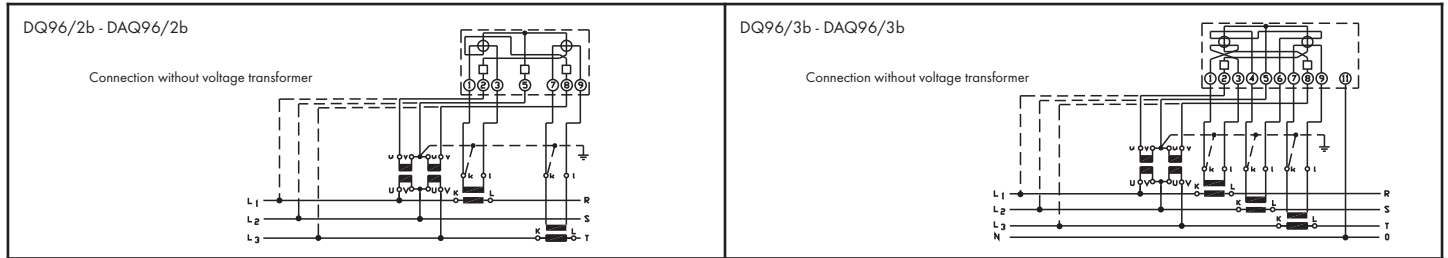 DQ96/2b - DAQ96/2b
Connection without voltage transformer
1 2 3 5 7 8 9
u v u v
k l k l
U V U V
K L
L1 R
L2 S
K L
L3 T
DQ96/3b - DAQ96/3b
Connection without voltage transformer
1 2 3 4 5 6 7 8 9 11
u v u v
k l k l k l
U V U V
K L
L1 R
K L
L2 S
K L
L3 T
N 0